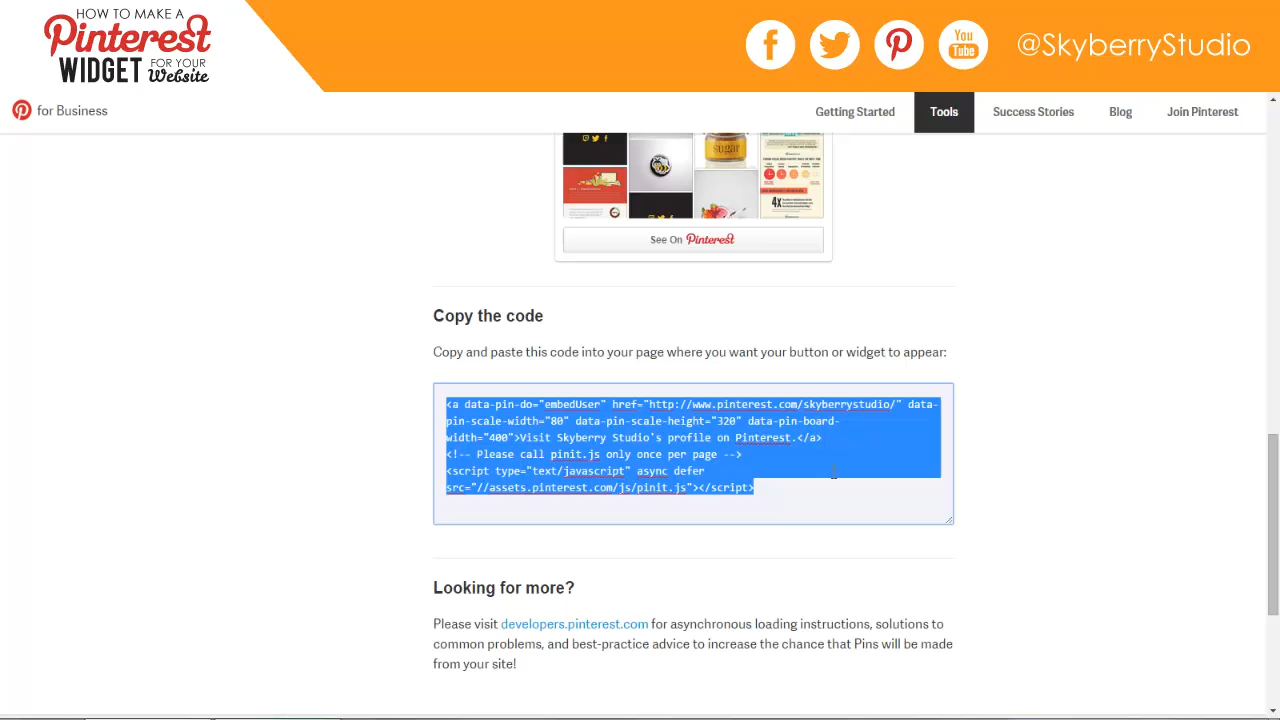 HOW TO MAKE A
Pinterest
WIDGET FOR YOUR Website
You Tube
@SkyberryStudio
for Business
Getting Started
Tools
Success Stories
Blog
Join Pinterest
sugar
4x
See On Pinterest
Copy the code
Copy and paste this code into your page where you want your button or widget to appear:
<a data-pin-do="embedUser" href="http://www.pinterest.com/skyberrystudio/" data-
pin-scale-width="80" data-pin-scale-height="320" data-pin-board-
width="400">Visit Skyberry Studio's profile on Pinterest.</a>
<!-- Please call pinit.js only once per page -->
<script type="text/javascript" async defer
src="//assets.pinterest.com/js/pinit.js"></script>
Looking for more?
Please visit developers.pinterest.com for asynchronous loading instructions, solutions to
common problems, and best-practice advice to increase the chance that Pins will be made
from your site!